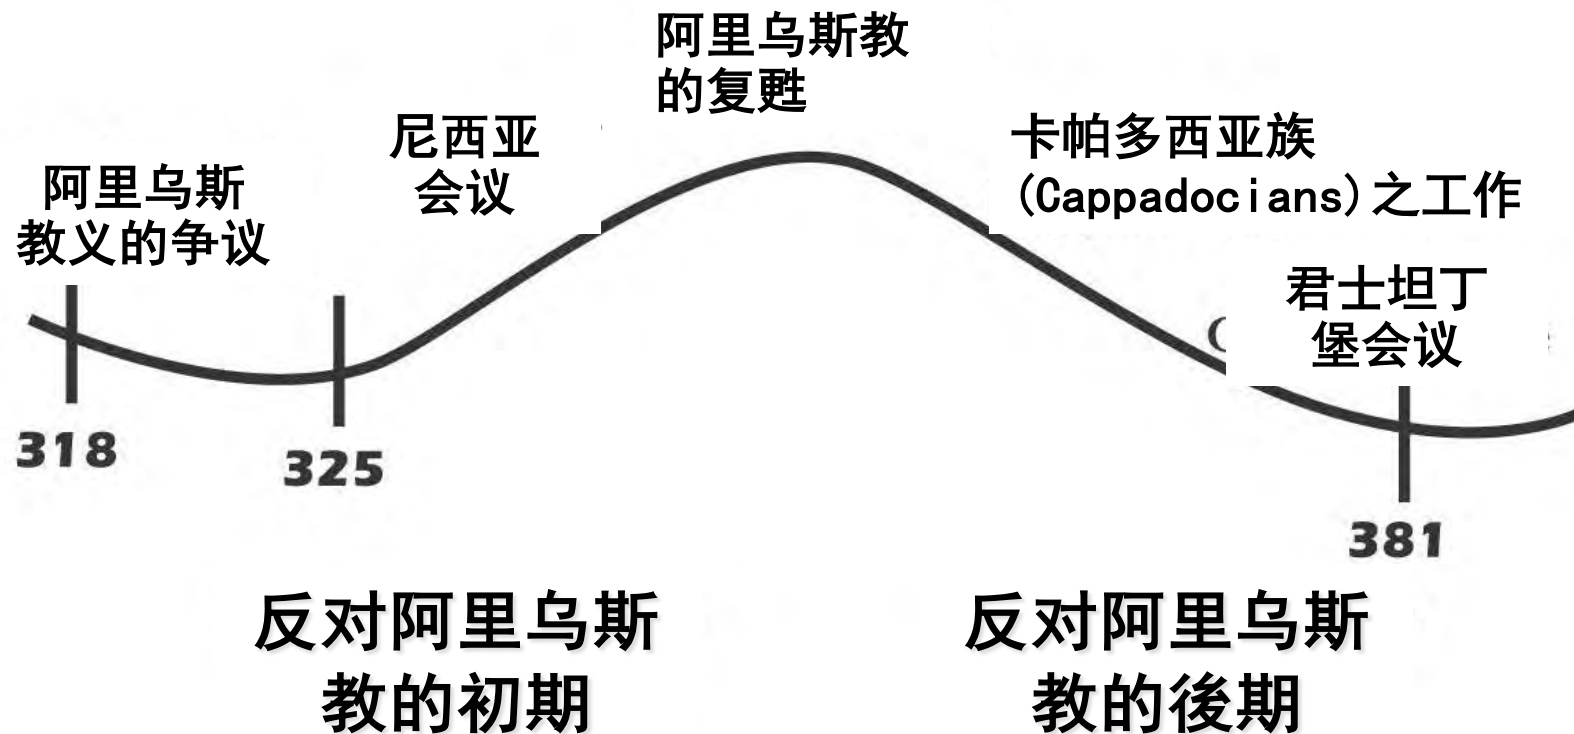 阿里乌斯教
的复甦
尼西亚
会议
卡帕多西亚族
(Cappadocians)之工作
阿里乌斯
教义的争议
君士坦丁
堡会议
318
325
381
反对阿里乌斯
教的初期
反对阿里乌斯
教的後期